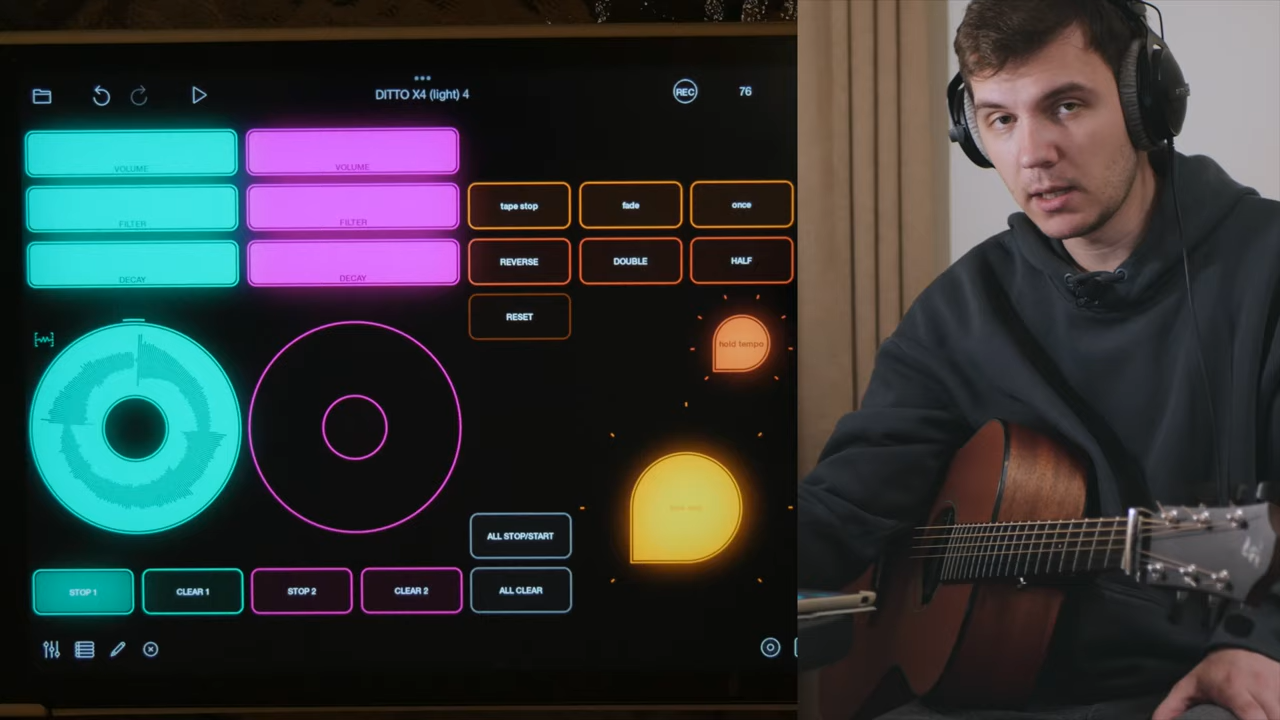 DITTO X4 (light) 4
REC
76
VOLUME
VOLUME
FILTER
FILTER
DECAY
DECAY
tape stop
fade
once
REVERSE
DOUBLE
HALF
RESET
hold tempo
ALL STOP/START
STOP 1
CLEAR 1
STOP 2
CLEAR 2
ALL CLEAR